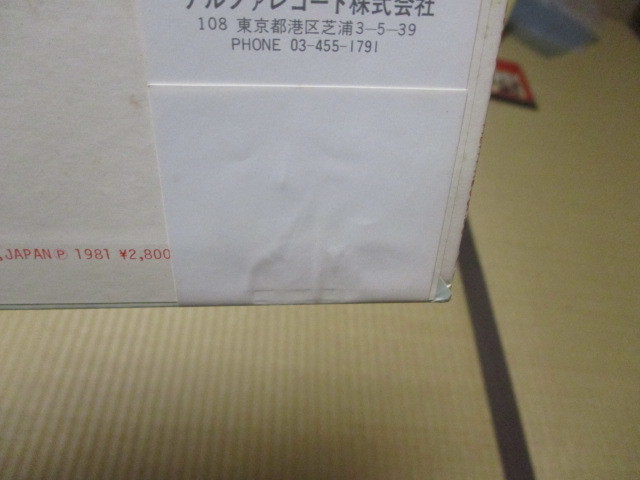 アルファレコード株式会社
108 東京都港区芝浦3-5-39
PHONE 03-455-1791
,JAPANⓅ 1981 ¥2,800